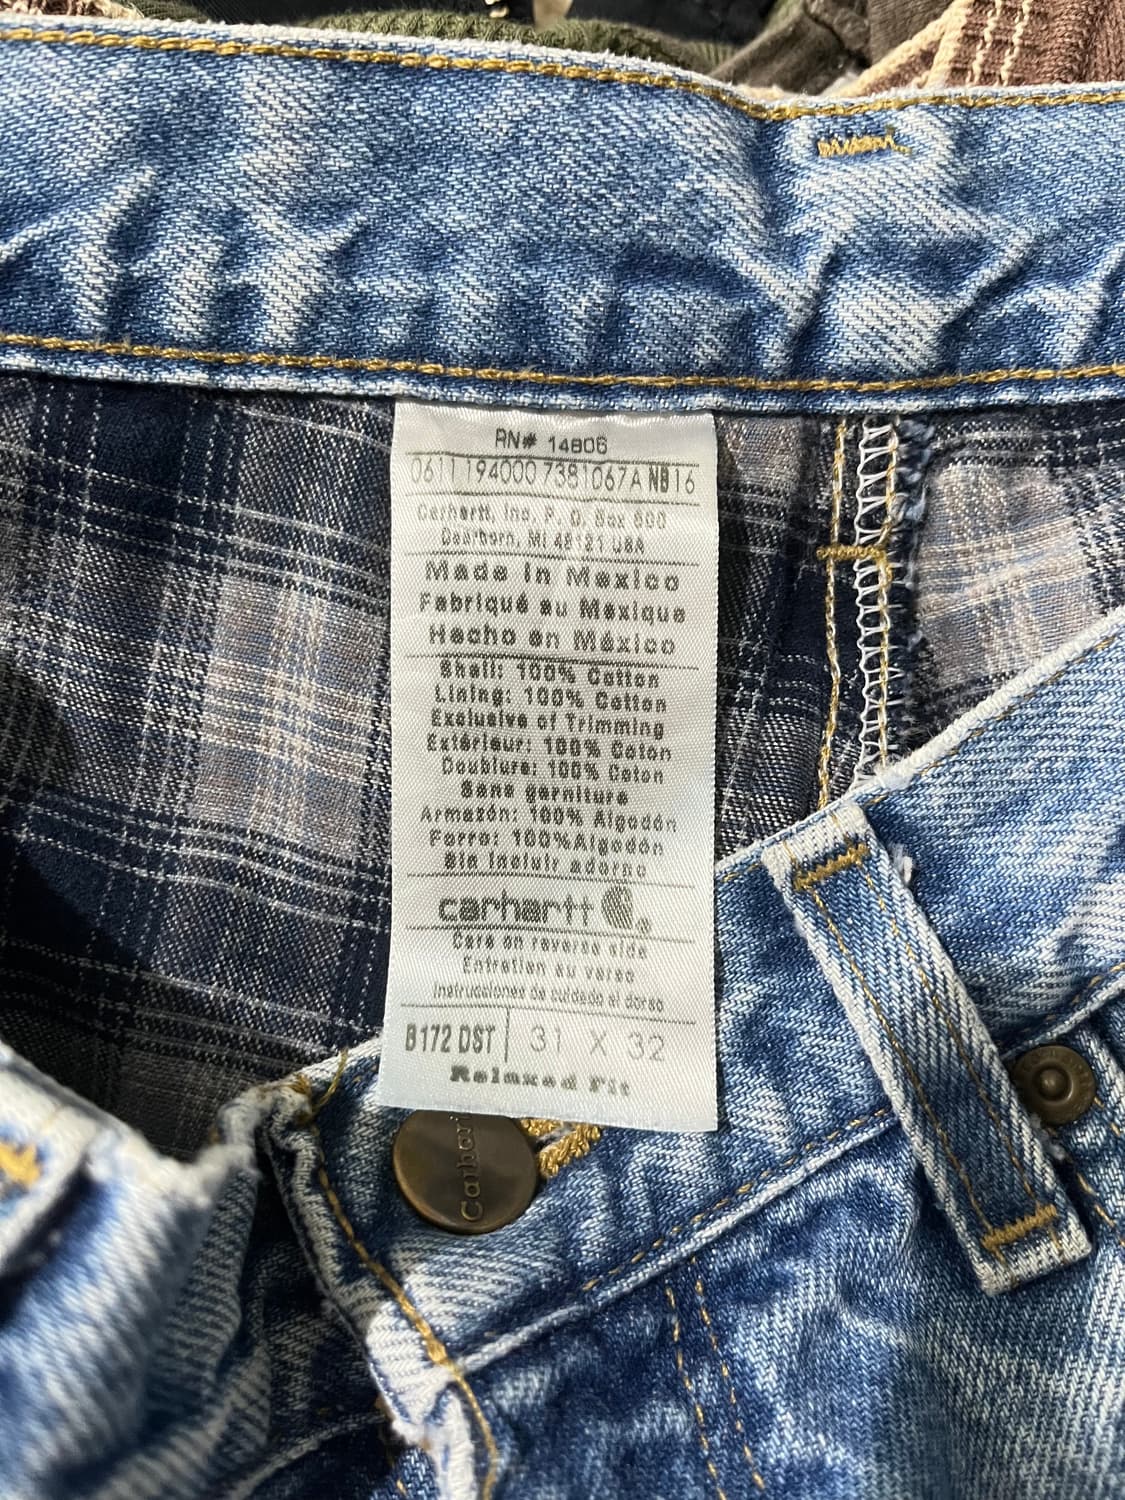 RN# 14806
0611194000 7381067A NB16
Carhartt, Inc. P. O. Box 600
Dearborn, MI 48121 USA
Made in Mexico
Fabriqué au Mexique
Hecho en México
Shell: 100% Cotton
Lining: 100% Cotton
Exclusive of Trimming
Extérieur: 100% Coton
Doublure: 100% Coton
Sans garniture
Armazón: 100% Algodón
Forro: 100%Algodón
Sin incluir adorno
carhartt
Care on reverse side
Entretien au verso
Instrucciones de cuidado al dorso
B172 DST 31 X 32
Relaxed Fit
Carhar